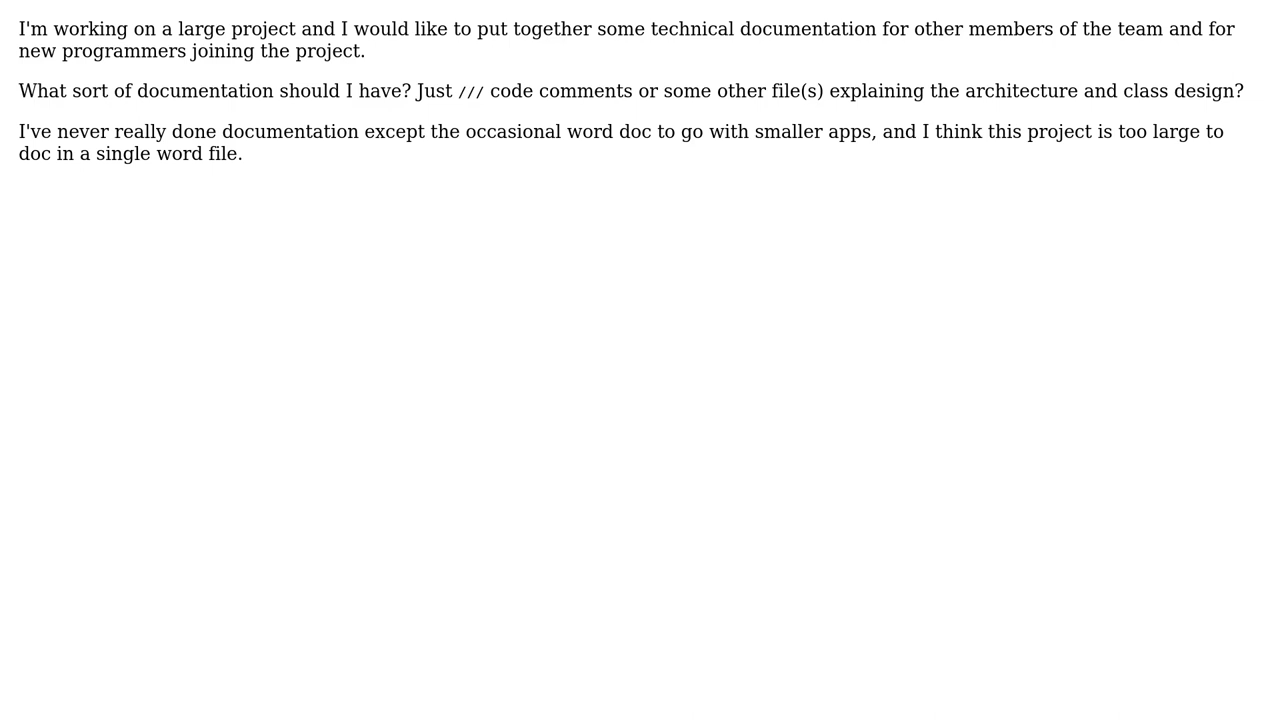 I'm working on a large project and I would like to put together some technical documentation for other members of the team and for
new programmers joining the project.
What sort of documentation should I have? Just /// code comments or some other file(s) explaining the architecture and class design?
I've never really done documentation except the occasional word doc to go with smaller apps, and I think this project is too large to
doc in a single word file.